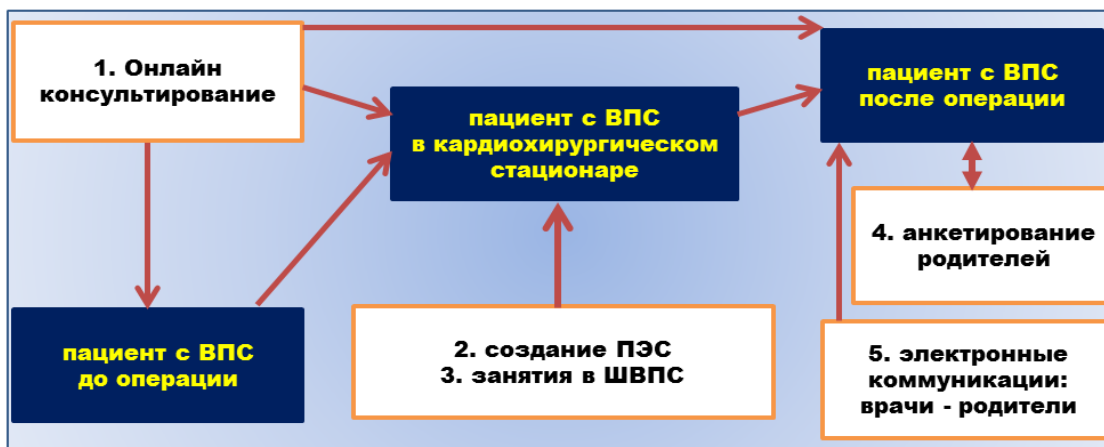 1. Онлайн
консультирование
пациент с ВПС
в кардиохирургическом
стационаре
пациент с ВПС
после операции
4. анкетирование
родителей
пациент с ВПС
до операции
2. создание ПЭС
3. занятия в ШВПС
5. электронные
коммуникации:
врачи - родители